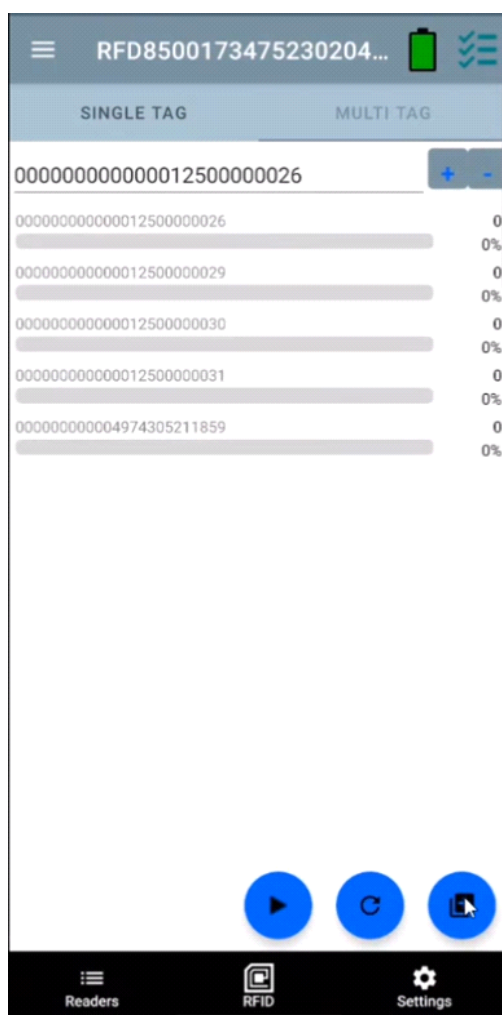 RFD8500173475230204...
SINGLE TAG MULTI TAG
000000000000012500000026 + -
000000000000012500000026 0
0%
000000000000012500000029 0
0%
000000000000012500000030 0
0%
000000000000012500000031 0
0%
000000000004974305211859 0
0%
Readers RFID Settings